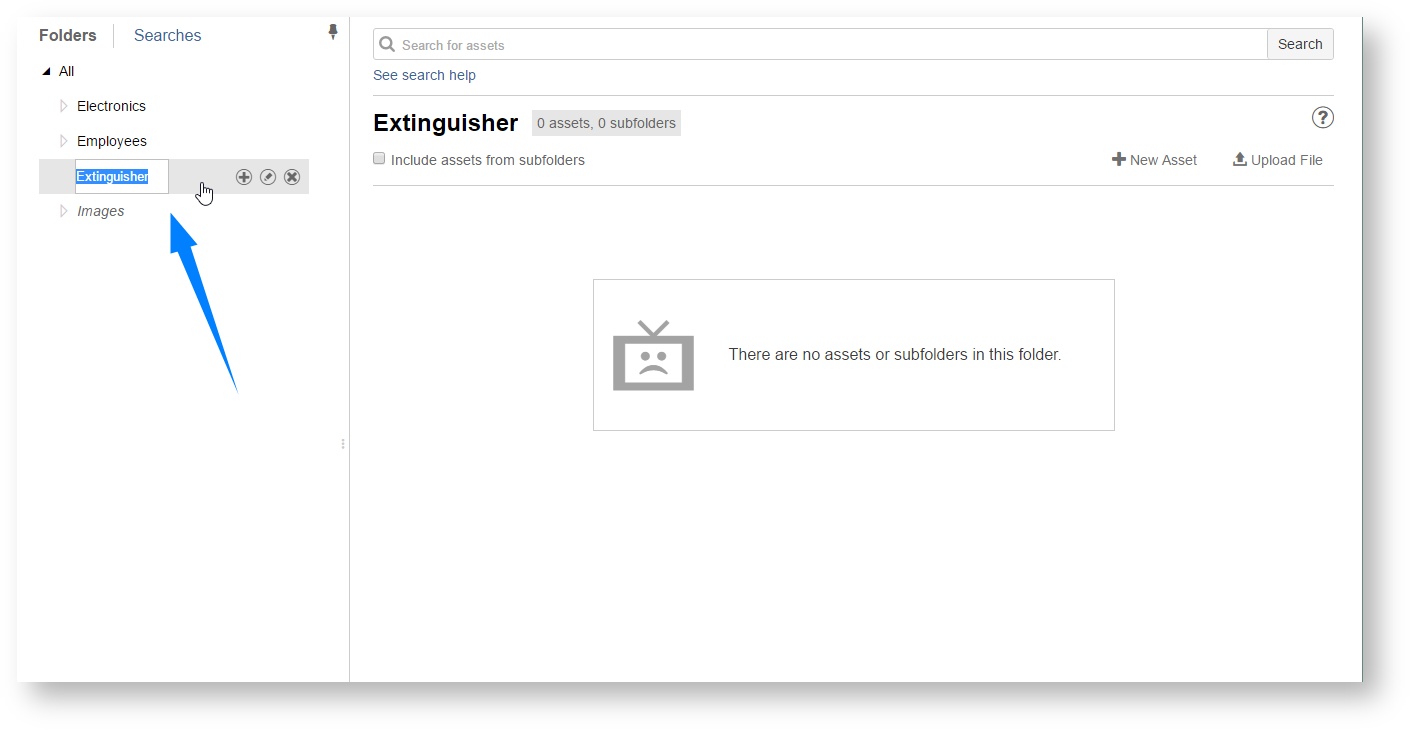 Folders Searches
All
Electronics
Employees
Extinguisher
Images
Search for assets Search
See search help
Extinguisher 0 assets, 0 subfolders ?
Include assets from subfolders New Asset Upload File
There are no assets or subfolders in this folder.